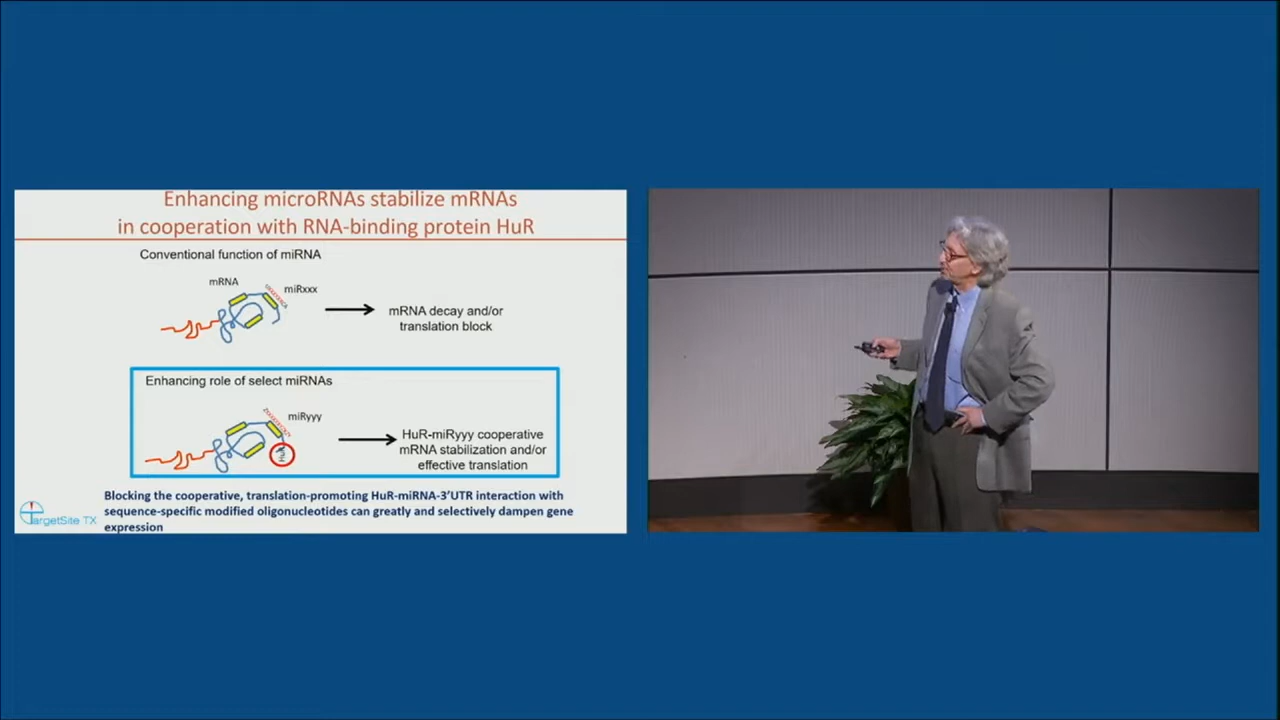 Enhancing microRNAs stabilize mRNAs
in cooperation with RNA-binding protein HuR
Conventional function of miRNA
mRNA
miRxxx
mRNA decay and/or
translation block
Enhancing role of select miRNAs
miRyyy
HuR
HuR-miRyyy cooperative
mRNA stabilization and/or
effective translation
Blocking the cooperative, translation-promoting HuR-miRNA-3'UTR interaction with
sequence-specific modified oligonucleotides can greatly and selectively dampen gene
expression
TargetSite TX